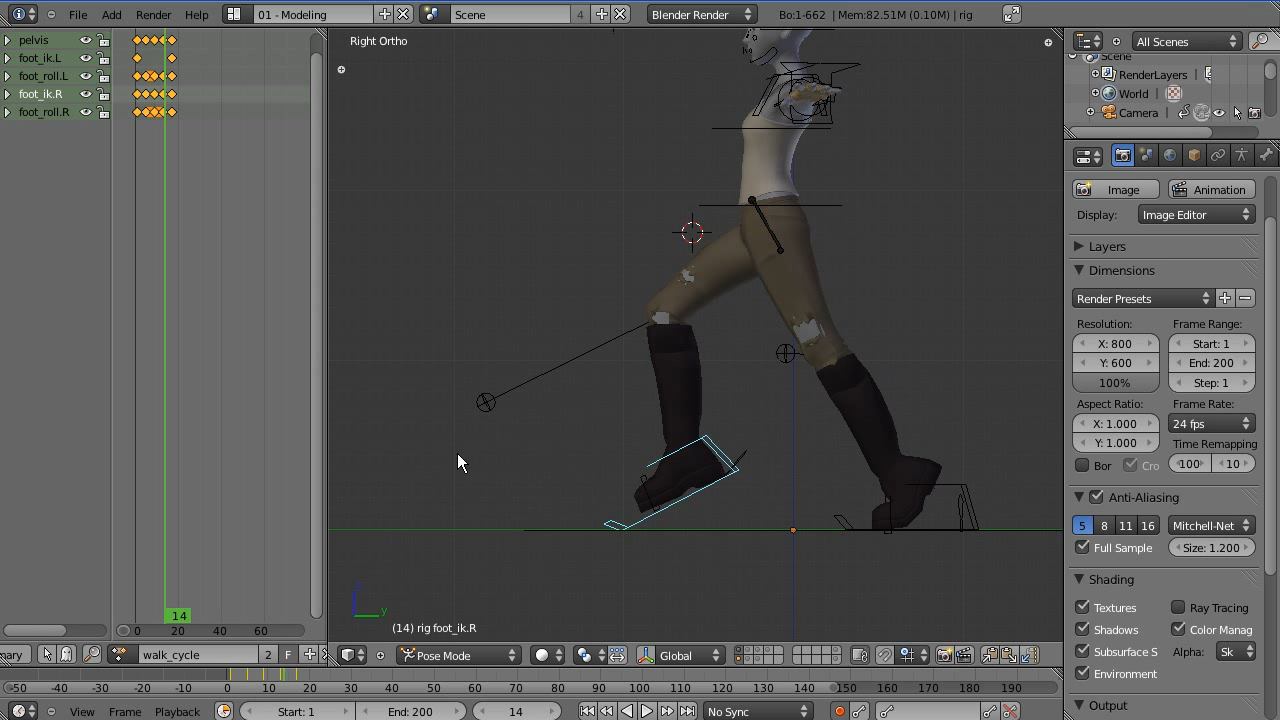 File Add Render Help 01 - Modeling Scene 4 Blender Render Bo:1-662 | Mem:82.51M (0.10M) | rig
pelvis
foot_ik.L
foot_roll.L
foot_ik.R
foot_roll.R
14
0 20 40 60
mary walk_cycle 2 F
Right Ortho
y
(14) rig foot_ik.R
Pose Mode Global
All Scenes
Scene
RenderLayers
World
Camera
Image Animation
Display: Image Editor
Layers
Dimensions
Render Presets
Resolution: Frame Range:
X: 800 Start: 1
Y: 600 End: 200
100% Step: 1
Aspect Ratio: Frame Rate:
X: 1.000 24 fps
Y: 1.000 Time Remapping
Bor Cro 100 10
Anti-Aliasing
5 8 11 16 Mitchell-Net
Full Sample Size: 1.200
Shading
Textures Ray Tracing
Shadows Color Manag
Subsurface S Alpha: Sk
Environment
Output
-50 -40 -30 -20 -10 0 10 20 30 40 50 60 70 80 90 100 110 120 130 140 150 160 170 180 190
View Frame Playback Start: 1 End: 200 14 No Sync